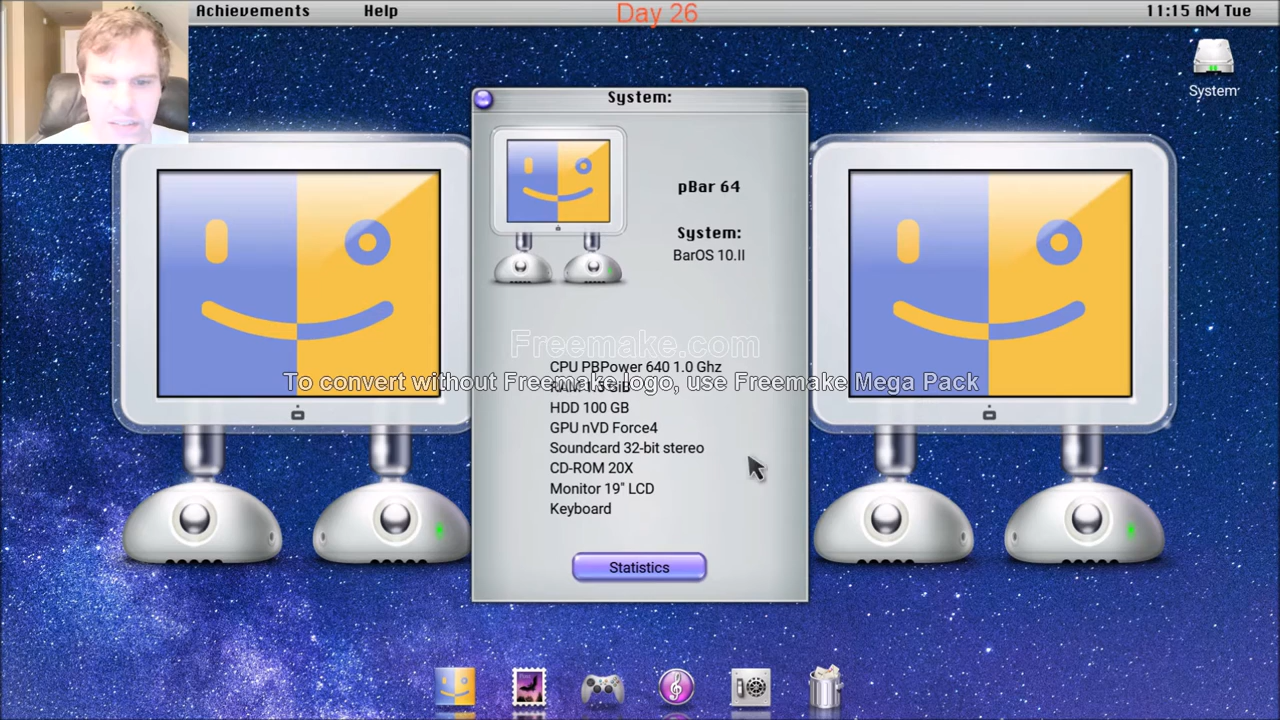 Achievements Help Day 26 11:15 AM Tue
System
System:
pBar 64
System:
BarOS 10.II
Freemake.com
CPU PBPower 640 1.0 Ghz
To convert without Freemake logo, use Freemake Mega Pack
HDD 100 GB
GPU nVD Force4
Soundcard 32-bit stereo
CD-ROM 20X
Monitor 19" LCD
Keyboard
Statistics